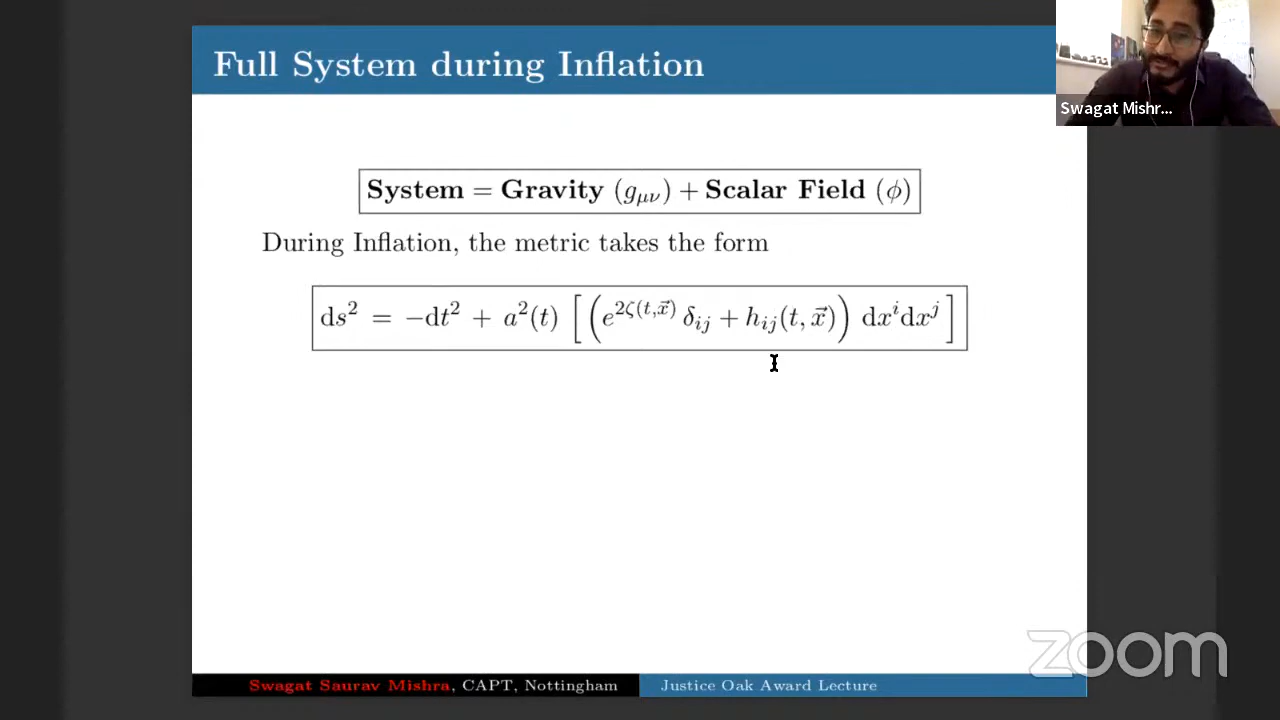 Full System during Inflation
Swagat Mishr...
System = Gravity (g_{μν}) + Scalar Field (ϕ)
During Inflation, the metric takes the form
ds² = −dt² + a²(t) [ ( e^{2ζ(t,x⃗)} δ_{ij} + h_{ij}(t, x⃗) ) dx^i dx^j ]
zoom
Swagat Saurav Mishra, CAPT, Nottingham
Justice Oak Award Lecture